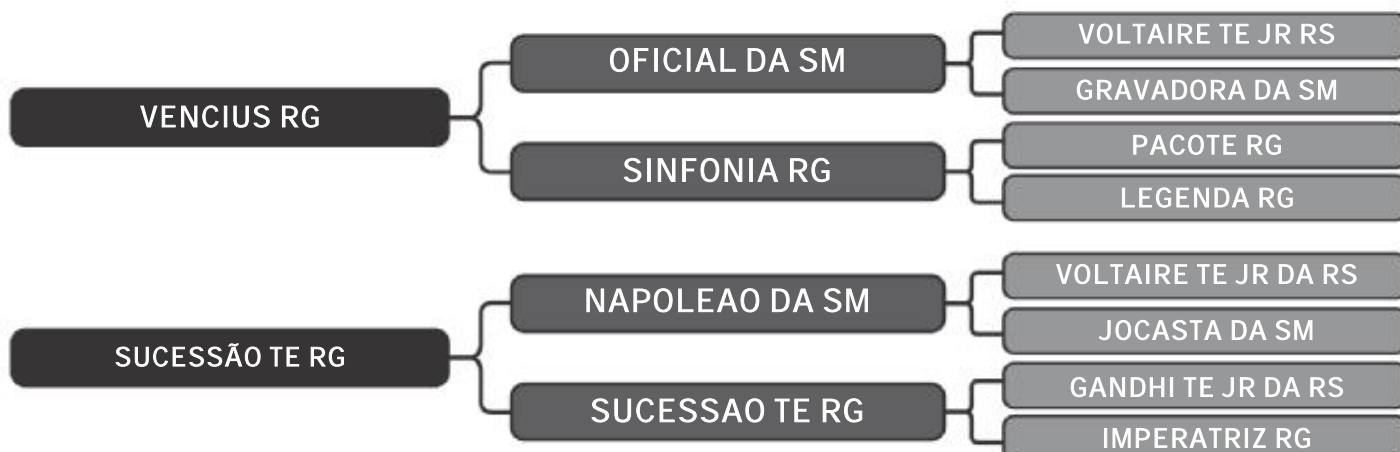 VENCIUS RG
OFICIAL DA SM
VOLTAIRE TE JR RS
GRAVADORA DA SM
SINFONIA RG
PACOTE RG
LEGENDA RG
SUCESSÃO TE RG
NAPOLEAO DA SM
VOLTAIRE TE JR DA RS
JOCASTA DA SM
SUCESSAO TE RG
GANDHI TE JR DA RS
IMPERATRIZ RG